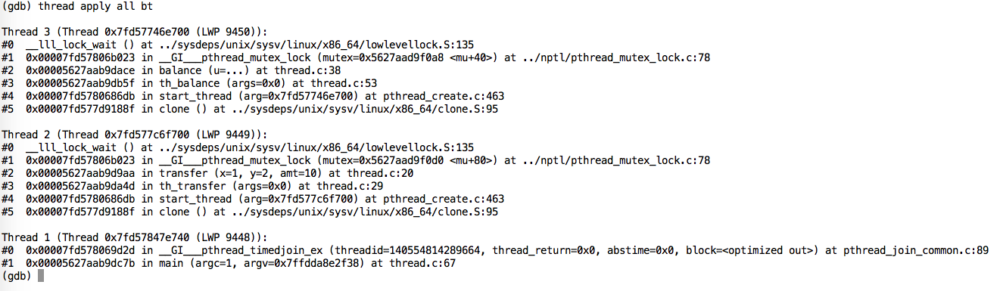 (gdb) thread apply all bt
Thread 3 (Thread 0x7fd57746e700 (LWP 9450)):
#0  __lll_lock_wait () at ../sysdeps/unix/sysv/linux/x86_64/lowlevellock.S:135
#1  0x00007fd57806b023 in __GI___pthread_mutex_lock (mutex=0x5627aad9f0a8 <mu+40>) at ../nptl/pthread_mutex_lock.c:78
#2  0x00005627aab9dace in balance (u=...) at thread.c:38
#3  0x00005627aab9db5f in th_balance (args=0x0) at thread.c:53
#4  0x00007fd5780686db in start_thread (arg=0x7fd57746e700) at pthread_create.c:463
#5  0x00007fd577d9188f in clone () at ../sysdeps/unix/sysv/linux/x86_64/clone.S:95
Thread 2 (Thread 0x7fd577c6f700 (LWP 9449)):
#0  __lll_lock_wait () at ../sysdeps/unix/sysv/linux/x86_64/lowlevellock.S:135
#1  0x00007fd57806b023 in __GI___pthread_mutex_lock (mutex=0x5627aad9f0d0 <mu+80>) at ../nptl/pthread_mutex_lock.c:78
#2  0x00005627aab9d9aa in transfer (x=1, y=2, amt=10) at thread.c:20
#3  0x00005627aab9da4d in th_transfer (args=0x0) at thread.c:29
#4  0x00007fd5780686db in start_thread (arg=0x7fd577c6f700) at pthread_create.c:463
#5  0x00007fd577d9188f in clone () at ../sysdeps/unix/sysv/linux/x86_64/clone.S:95
Thread 1 (Thread 0x7fd57847e740 (LWP 9448)):
#0  0x00007fd578069d2d in __GI___pthread_timedjoin_ex (threadid=140554814289664, thread_return=0x0, abstime=0x0, block=<optimized out>) at pthread_join_common.c:89
#1  0x00005627aab9dc7b in main (argc=1, argv=0x7ffdda8e2f38) at thread.c:67
(gdb)